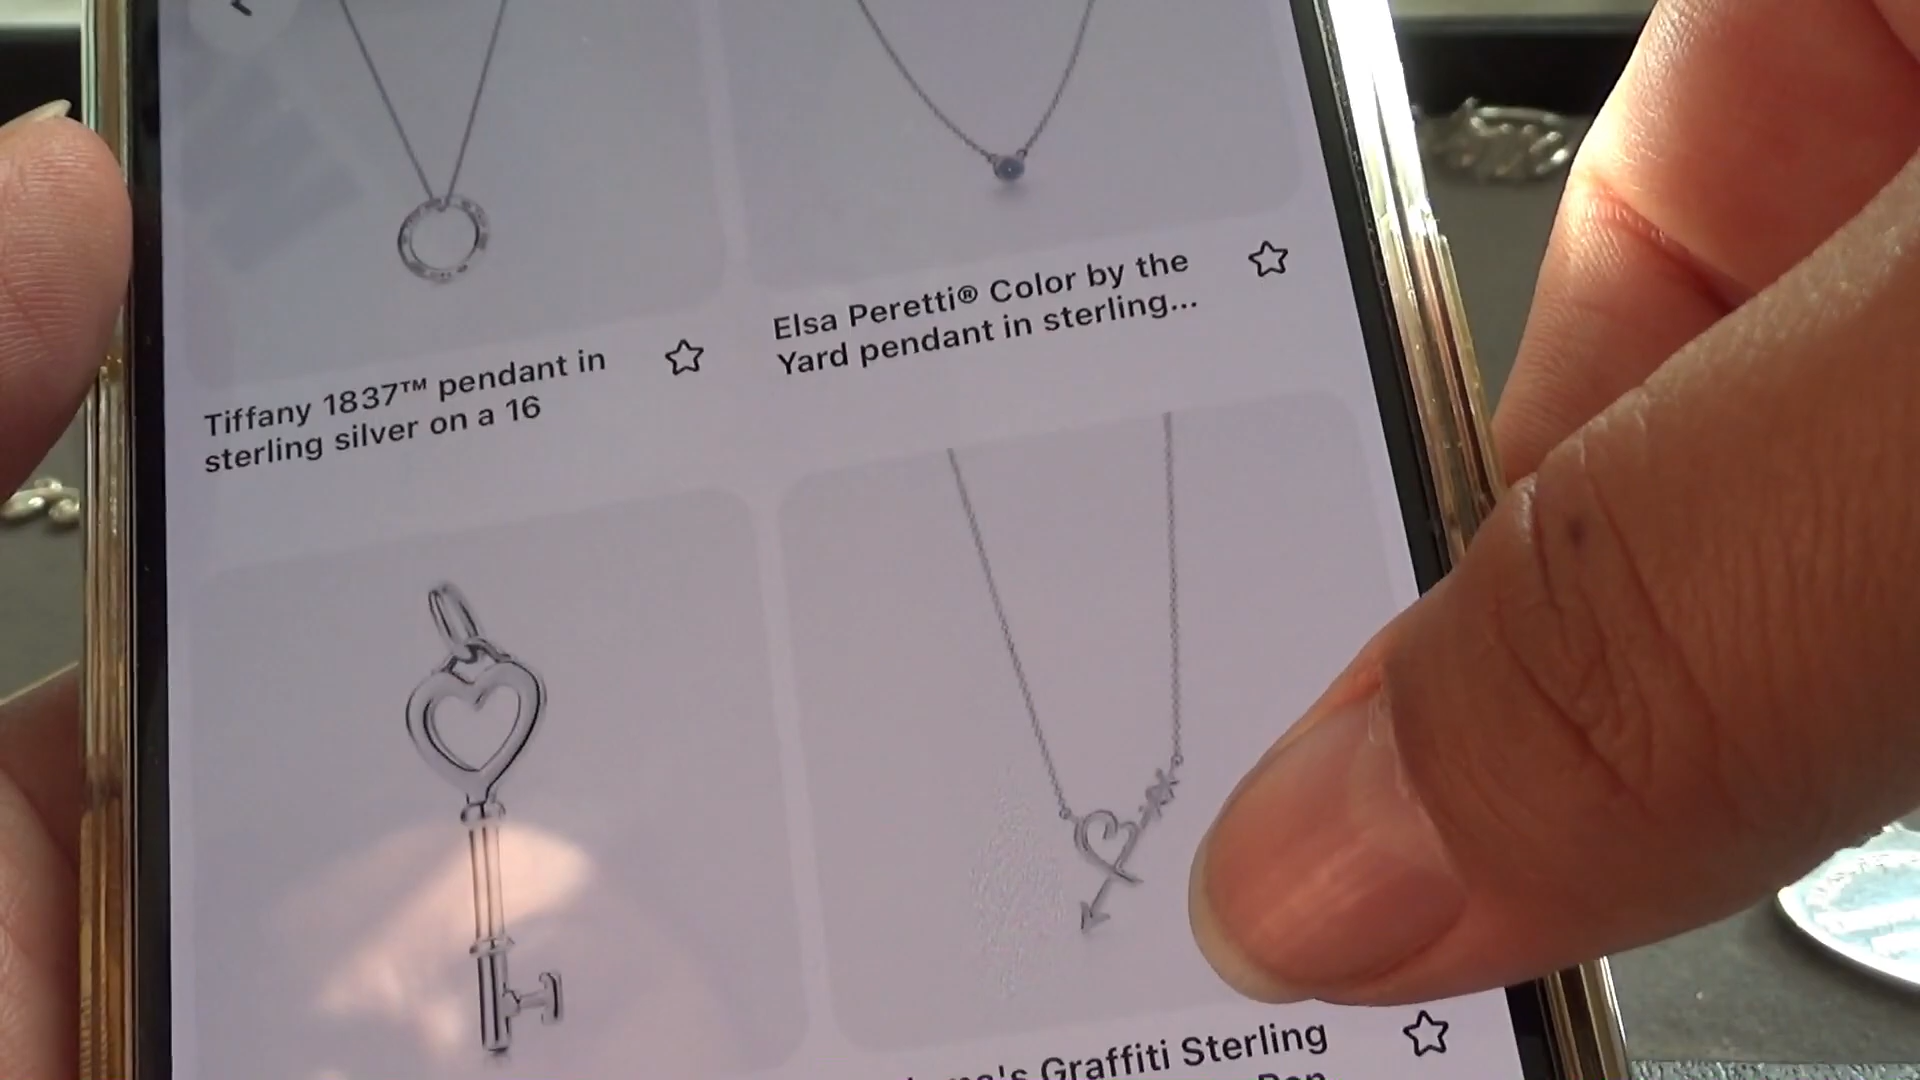 Tiffany 1837™ pendant in
sterling silver on a 16
Elsa Peretti® Color by the
Yard pendant in sterling...
Graffiti Sterling